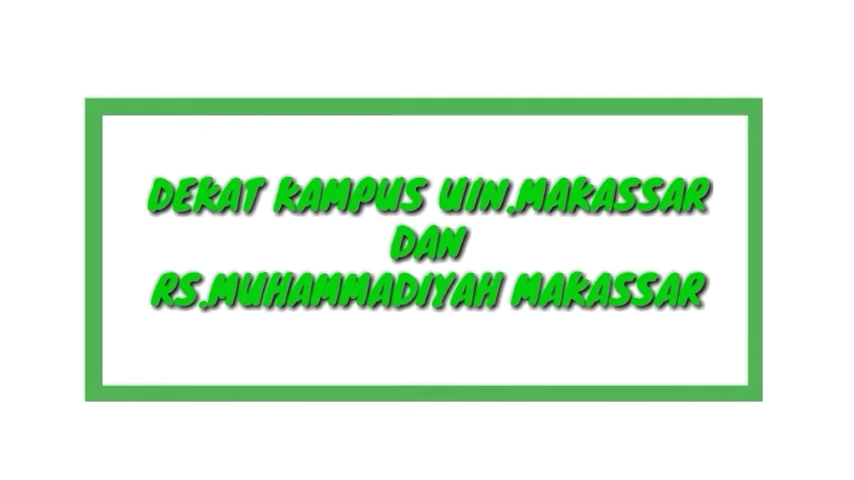 DEKAT KAMPUS UIN.MAKASSAR
DAN
RS.MUHAMMADIYAH MAKASSAR